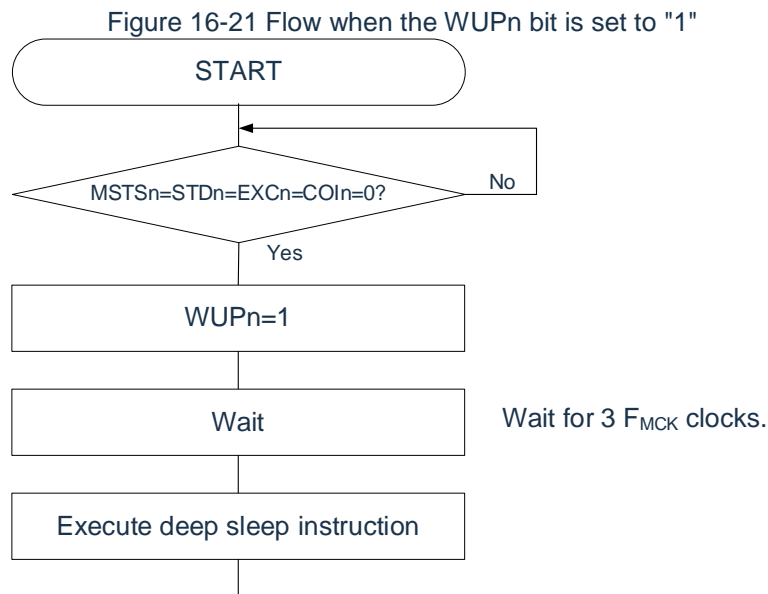 Figure 16-21 Flow when the WUPn bit is set to "1"
START
MSTSn=STDn=EXCn=COIn=0?
No
Yes
WUPn=1
Wait
Wait for 3 FMCK clocks.
Execute deep sleep instruction